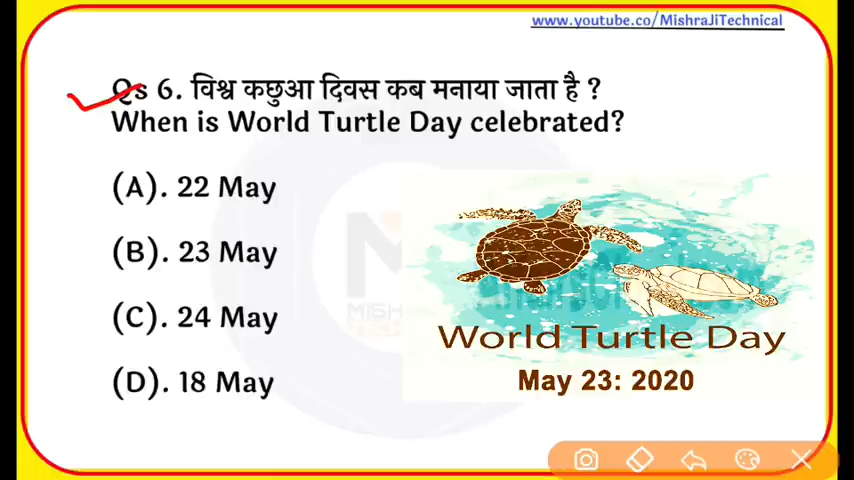 www.youtube.co/MishraJiTechnical
Qs 6. विश्व कछुआ दिवस कब मनाया जाता है ?
When is World Turtle Day celebrated?
(A). 22 May
(B). 23 May
(C). 24 May
(D). 18 May
World Turtle Day
May 23: 2020